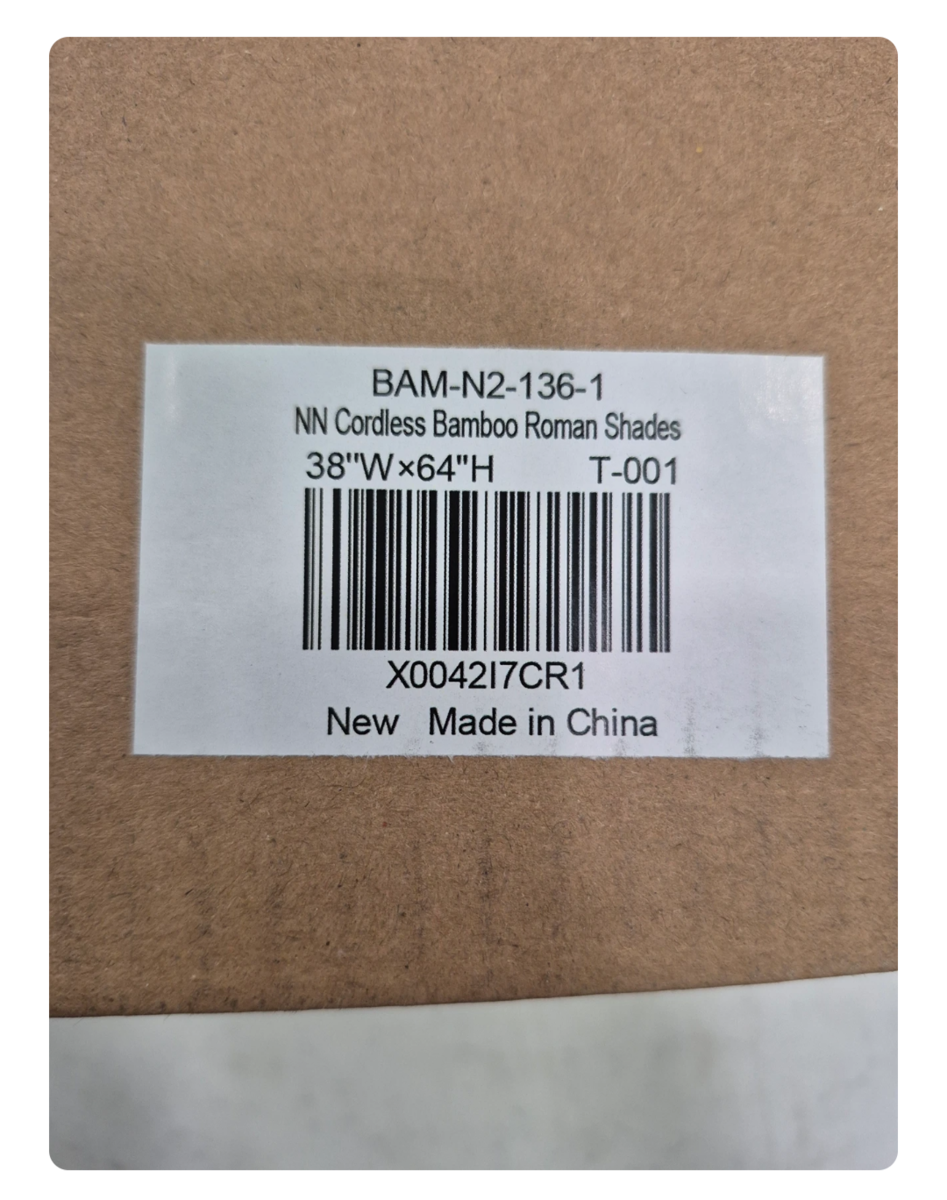 BAM-N2-136-1
NN Cordless Bamboo Roman Shades
38"W×64"H T-001
X0042I7CR1
New Made in China